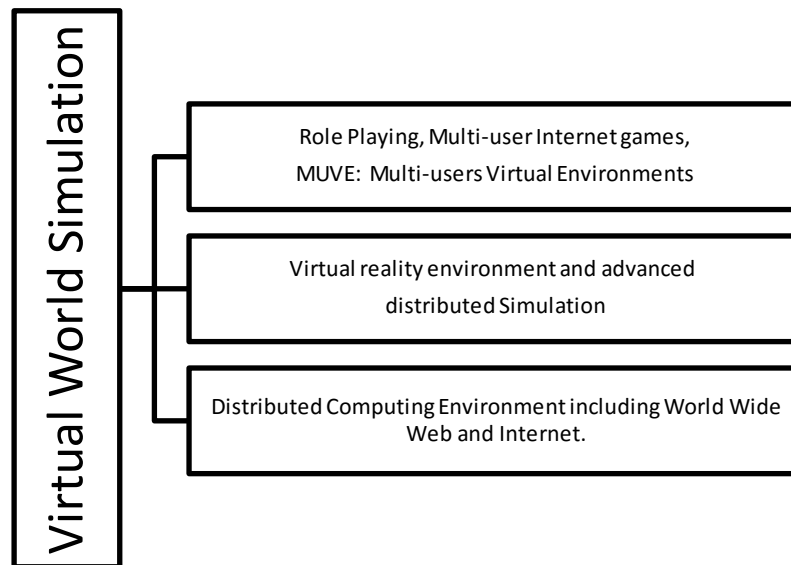 Virtual World Simulation
Role Playing, Multi-user Internet games,
MUVE: Multi-users Virtual Environments
Virtual reality environment and advanced
distributed Simulation
Distributed Computing Environment including World Wide
Web and Internet.